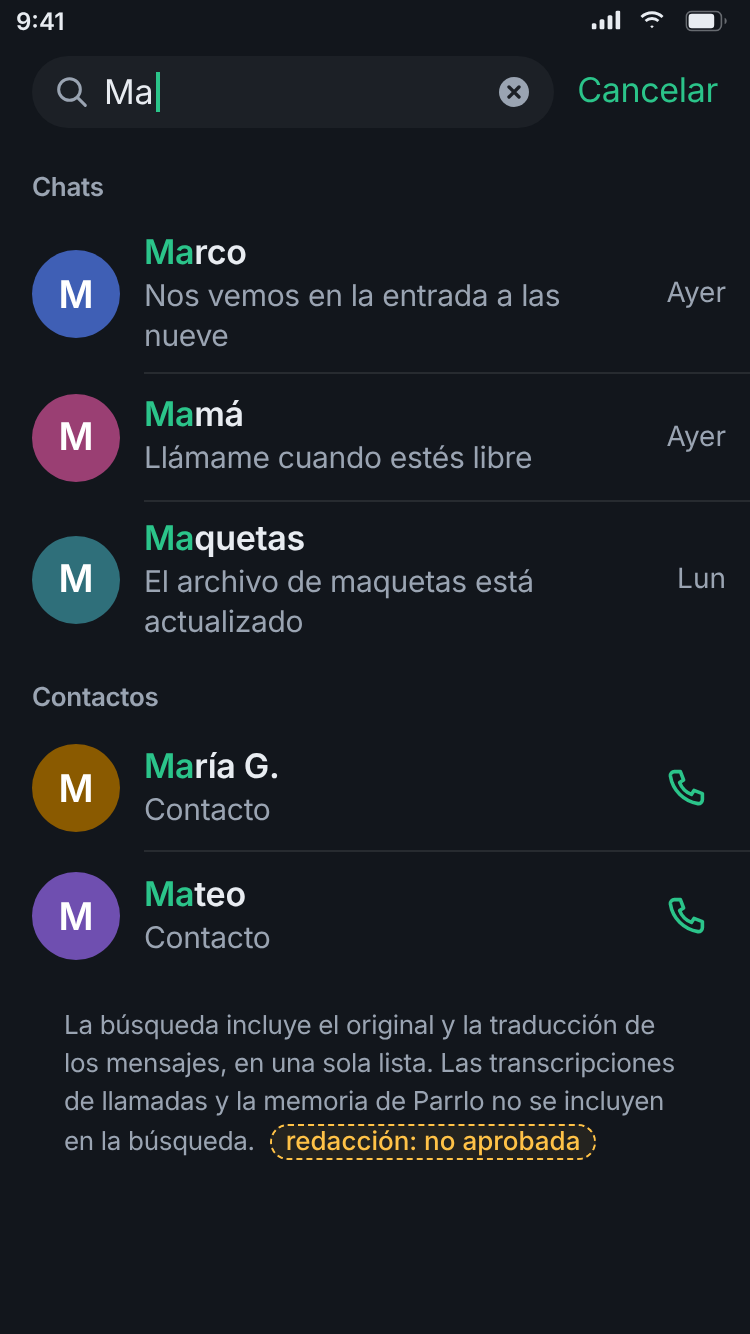 9:41
Ma
Cancelar
Chats
M
Marco
Nos vemos en la entrada a las
nueve
Ayer
M
Mamá
Llámame cuando estés libre
Ayer
M
Maquetas
El archivo de maquetas está
actualizado
Lun
Contactos
M
María G.
Contacto
M
Mateo
Contacto
La búsqueda incluye el original y la traducción de
los mensajes, en una sola lista. Las transcripciones
de llamadas y la memoria de Parrlo no se incluyen
en la búsqueda. redacción: no aprobada